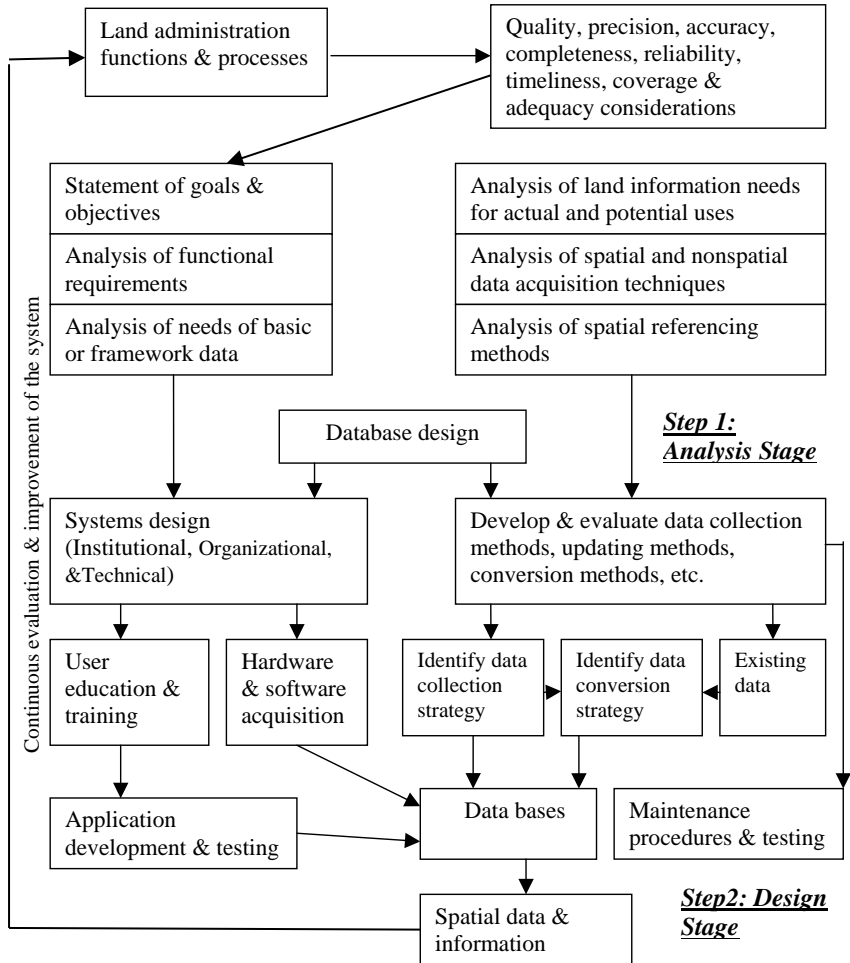 Land administration
functions & processes
Quality, precision, accuracy,
completeness, reliability,
timeliness, coverage &
adequacy considerations
Statement of goals &
objectives
Analysis of functional
requirements
Analysis of needs of basic
or framework data
Analysis of land information needs
for actual and potential uses
Analysis of spatial and nonspatial
data acquisition techniques
Analysis of spatial referencing
methods
Continuous evaluation & improvement of the system
Database design
Step 1:
Analysis Stage
Systems design
(Institutional, Organizational,
&Technical)
Develop & evaluate data collection
methods, updating methods,
conversion methods, etc.
User
education &
training
Hardware
& software
acquisition
Identify data
collection
strategy
Identify data
conversion
strategy
Existing
data
Application
development & testing
Data bases
Maintenance
procedures & testing
Spatial data &
information
Step2: Design
Stage